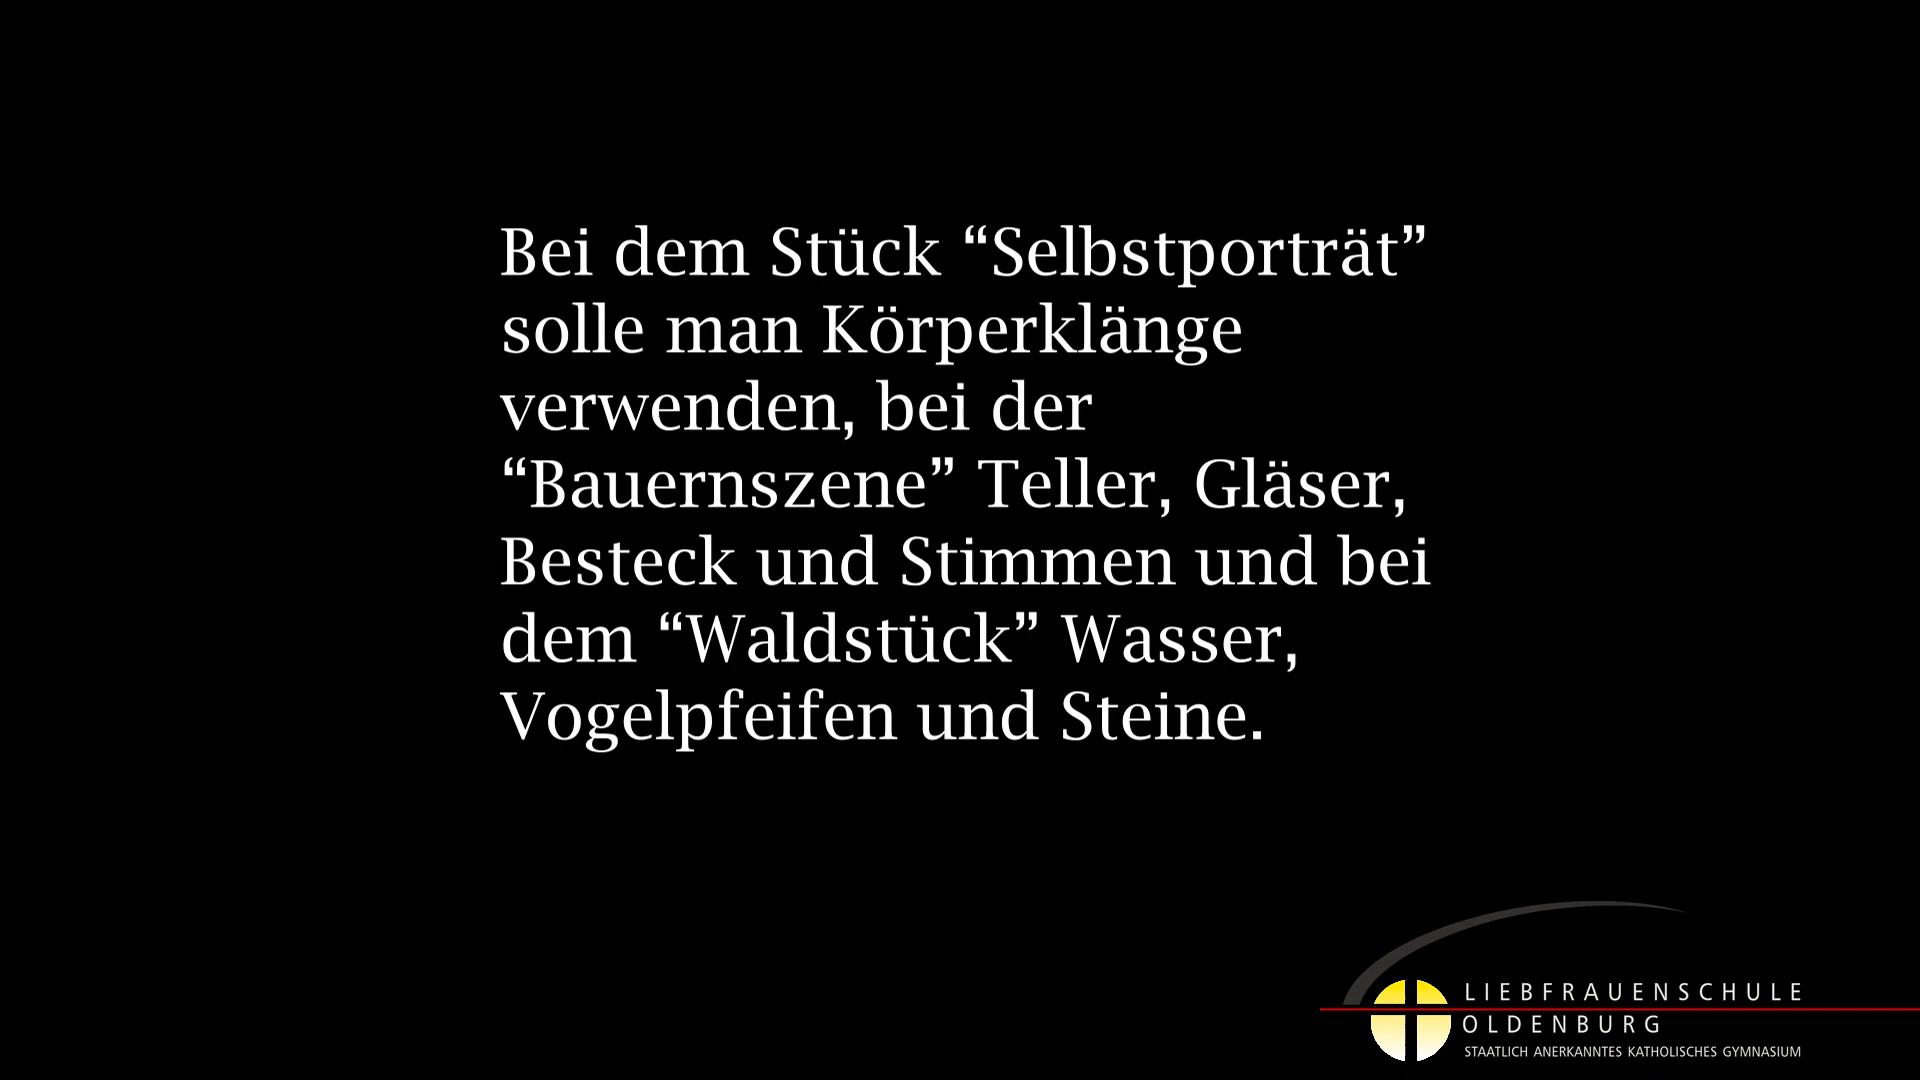 Bei dem Stück “Selbstporträt”
solle man Körperklänge
verwenden, bei der
“Bauernszene” Teller, Gläser,
Besteck und Stimmen und bei
dem “Waldstück” Wasser,
Vogelpfeifen und Steine.
LIEBFRAUENSCHULE
OLDENBURG
STAATLICH ANERKANNTES KATHOLISCHES GYMNASIUM